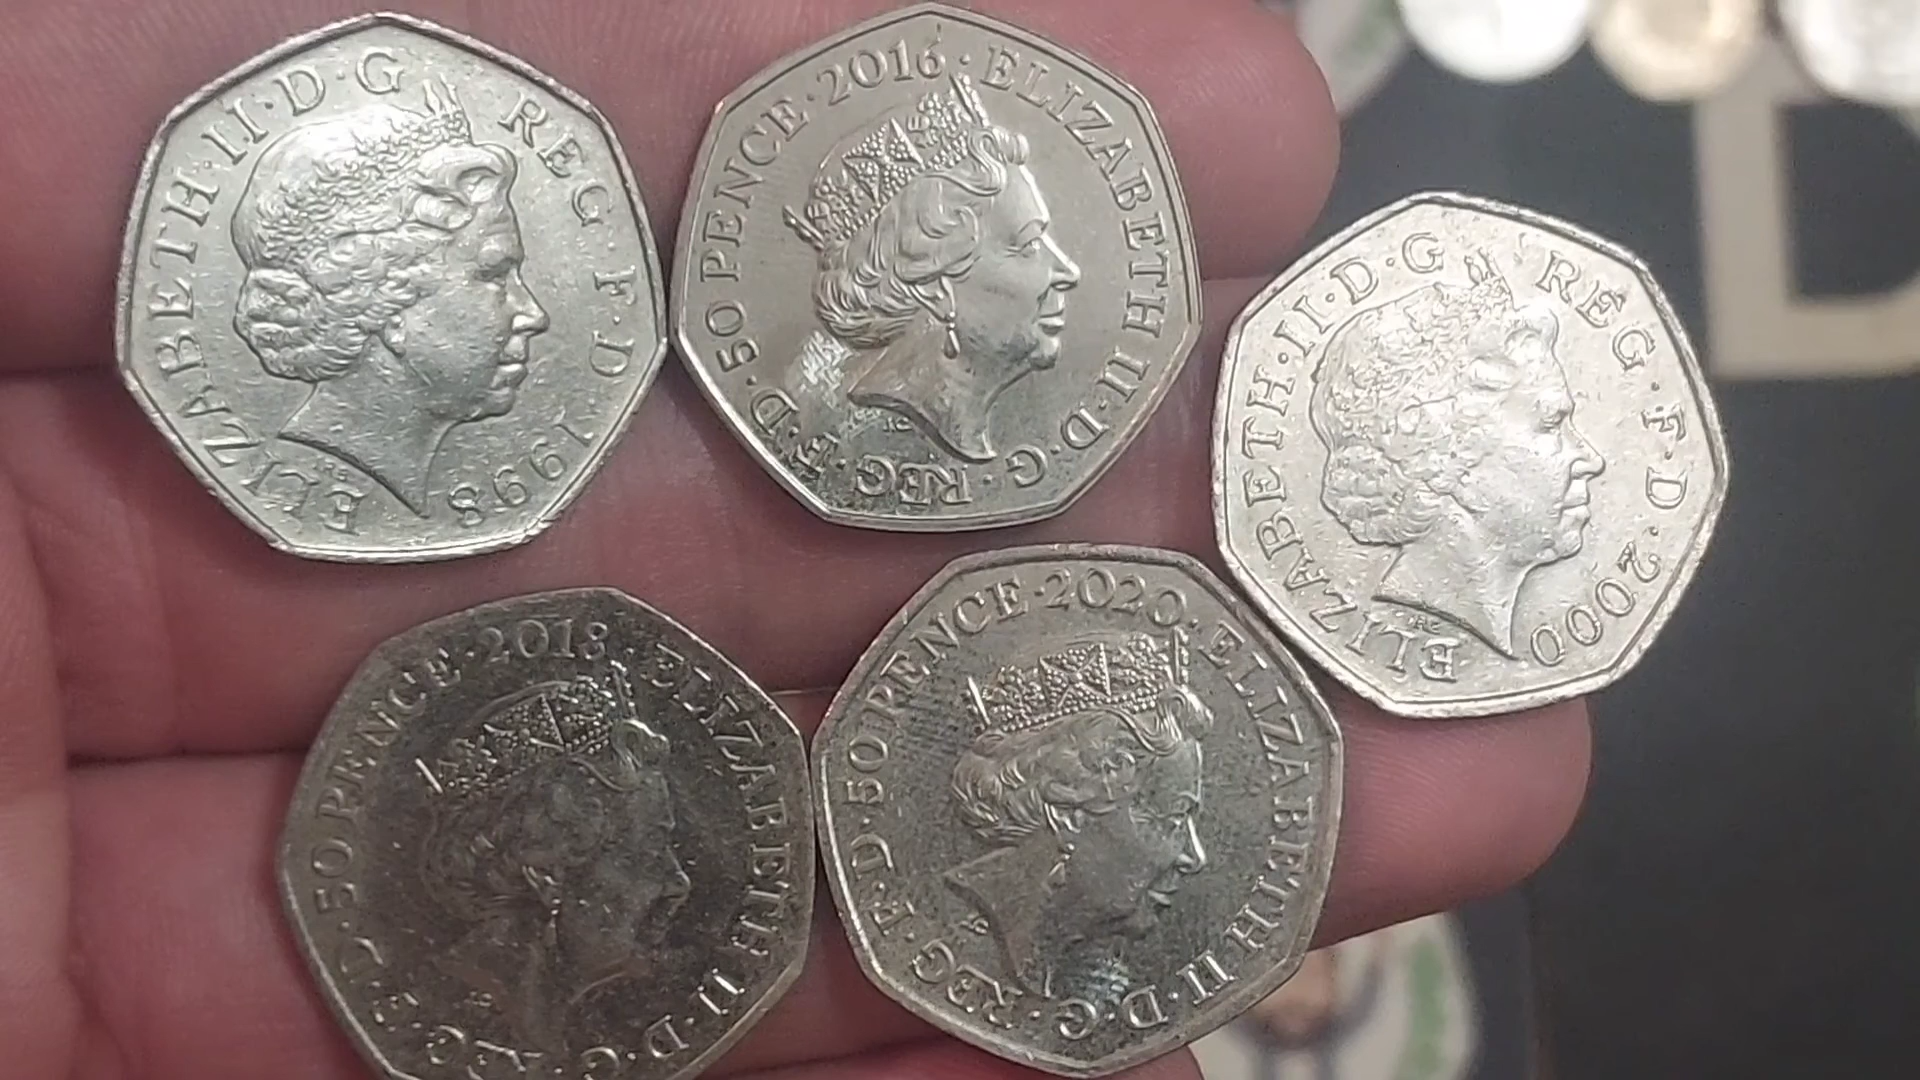 ELIZABETH·II·D·G REG·F·D·1998
50 PENCE·2016·ELIZABETH II·D·G·REG·F·D·
ELIZABETH·II·D·G REG·F·D·2000
50 PENCE·2018·ELIZABETH II·D·G·REG·F·D·
50 PENCE·2020·ELIZABETH II·D·G·REG·F·D·